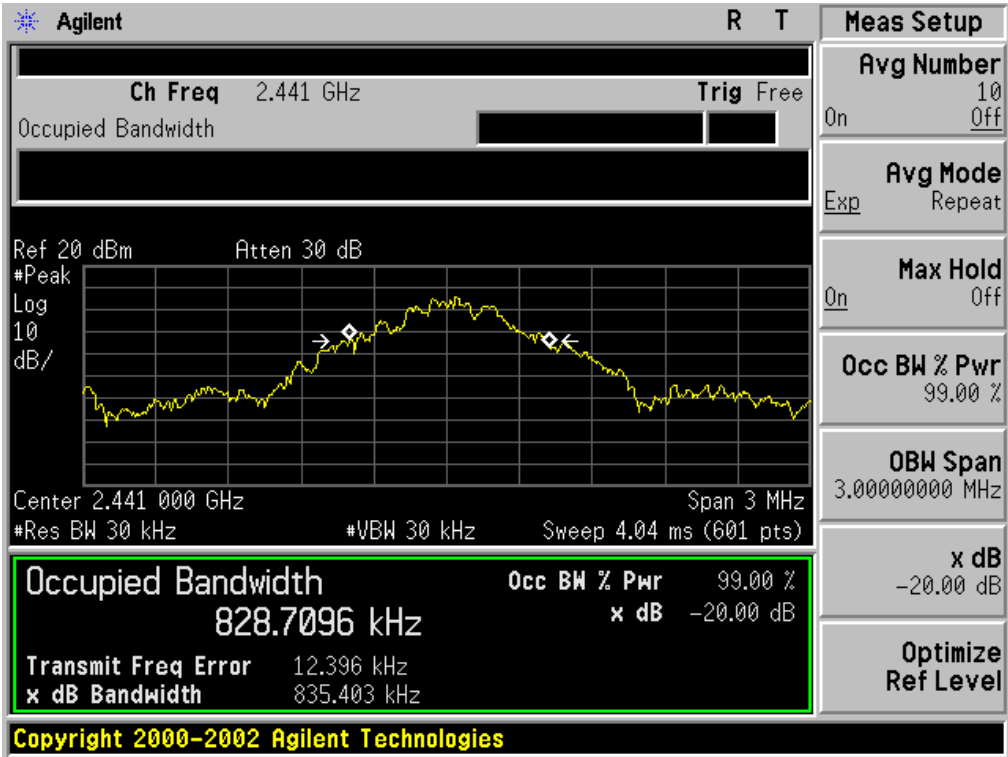 Agilent R T
Ch Freq 2.441 GHz Trig Free
Occupied Bandwidth
Ref 20 dBm Atten 30 dB
#Peak
Log
10
dB/
Center 2.441 000 GHz Span 3 MHz
#Res BW 30 kHz #VBW 30 kHz Sweep 4.04 ms (601 pts)
Occupied Bandwidth Occ BW % Pwr 99.00 %
828.7096 kHz x dB -20.00 dB
Transmit Freq Error 12.396 kHz
x dB Bandwidth 835.403 kHz
Copyright 2000-2002 Agilent Technologies
Meas Setup
Avg Number
10
On Off
Avg Mode
Exp Repeat
Max Hold
On Off
Occ BW % Pwr
99.00 %
OBW Span
3.00000000 MHz
x dB
-20.00 dB
Optimize
Ref Level